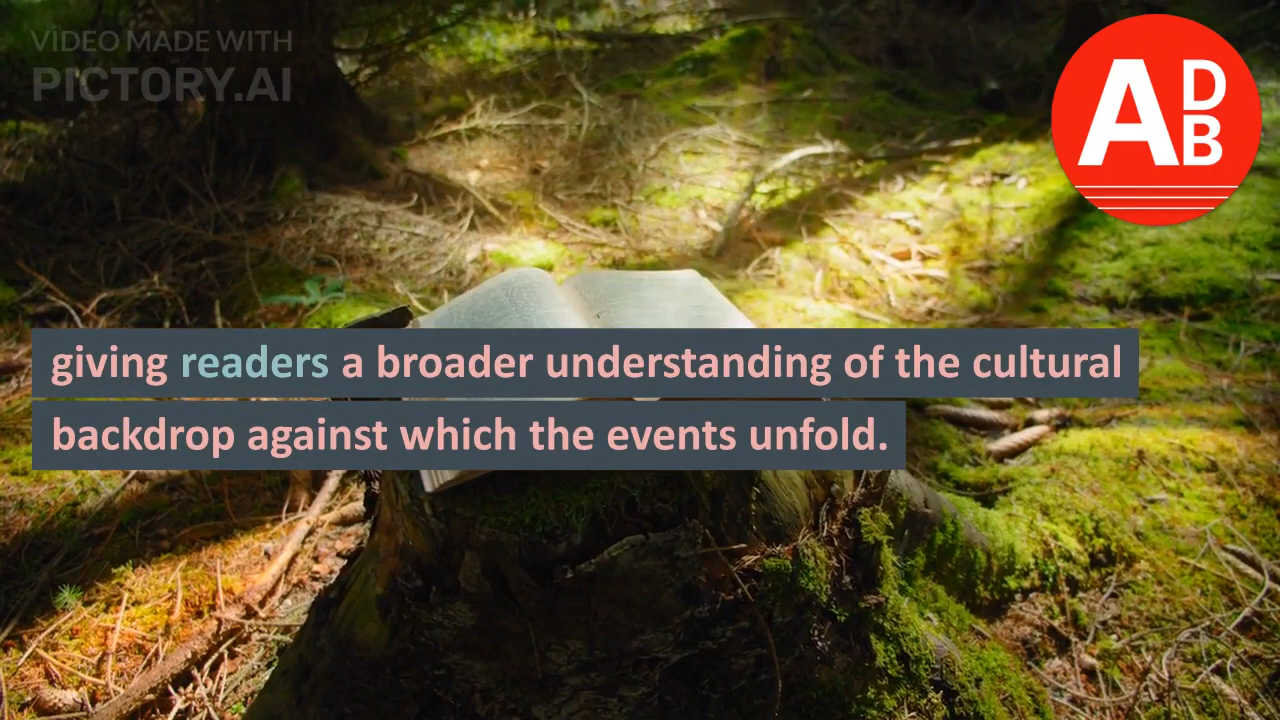 VIDEO MADE WITH
PICTORY.AI
ADB
giving readers a broader understanding of the cultural
backdrop against which the events unfold.